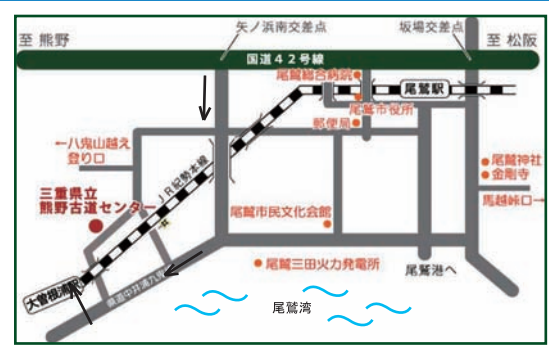 矢ノ浜南交差点
坂場交差点
至 熊野
至 松阪
国道42号線
尾鷲総合病院
尾鷲駅
尾鷲市役所
郵便局
←八鬼山越え
登り口
JR紀勢本線
尾鷲神社
金剛寺
三重県立
熊野古道センター
馬越峠口→
尾鷲市民文化会館
尾鷲三田火力発電所
尾鷲港へ
大曽根浦駅
県道中井浦九鬼線
尾鷲湾